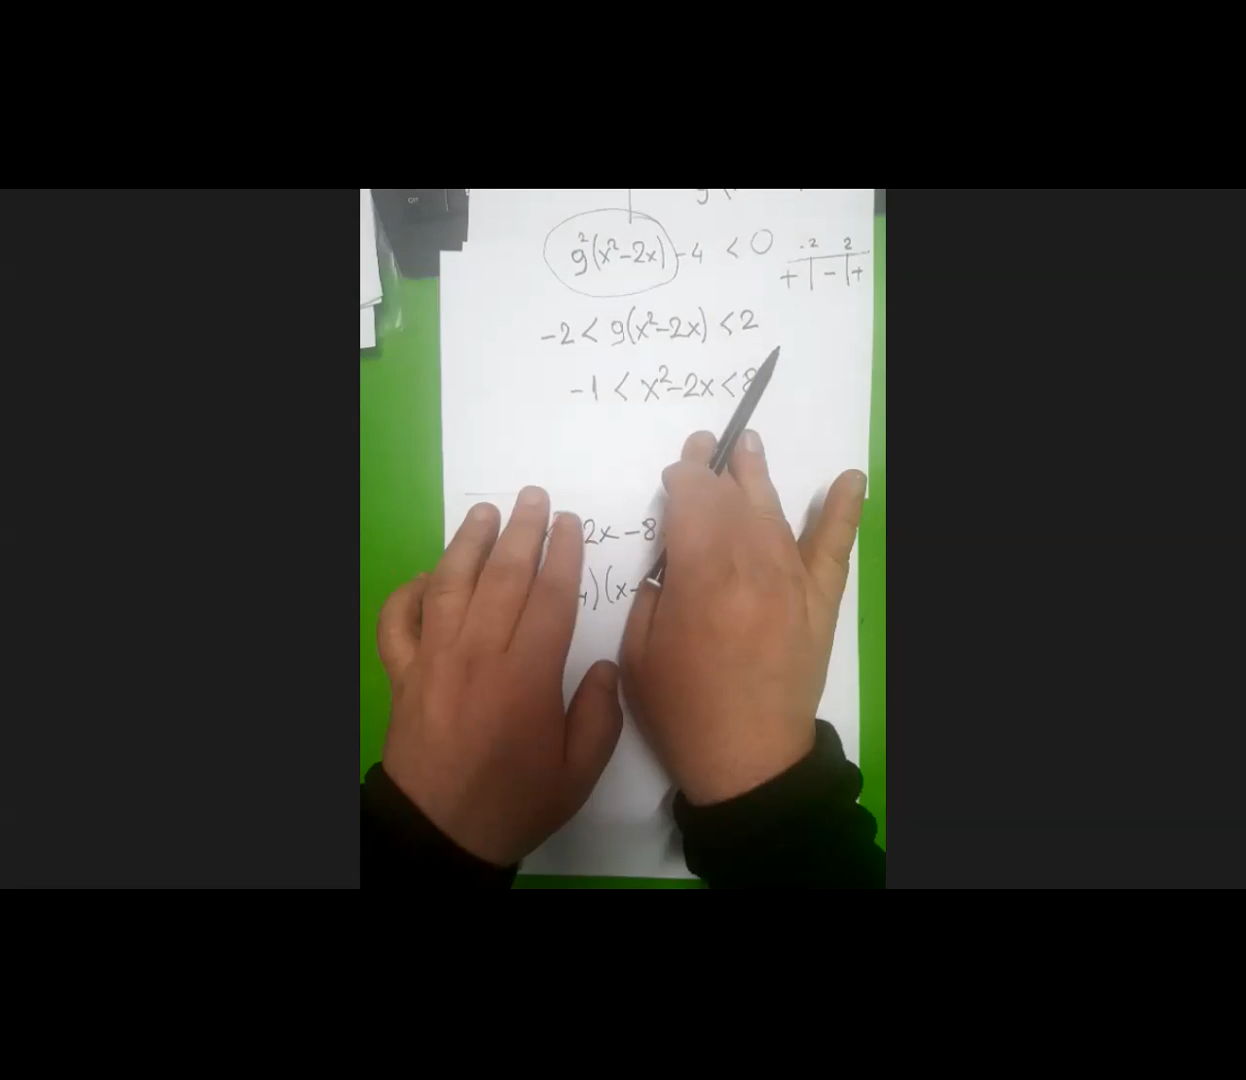 g²(x²-2x)-4 < 0
-2 2
+ - +
-2 < g(x²-2x) < 2
-1 < x²-2x < 8
2x-8
)(x-